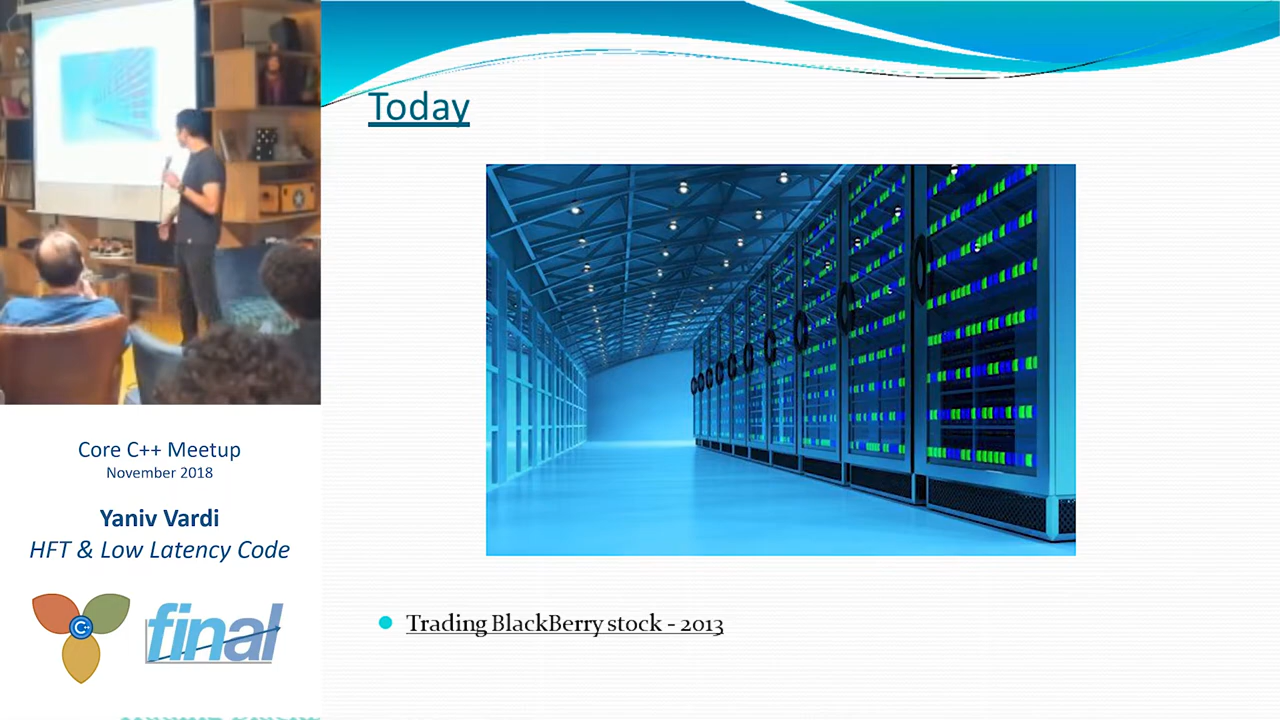 Today
Trading BlackBerry stock - 2013
Core C++ Meetup
November 2018
Yaniv Vardi
HFT & Low Latency Code
C++
final